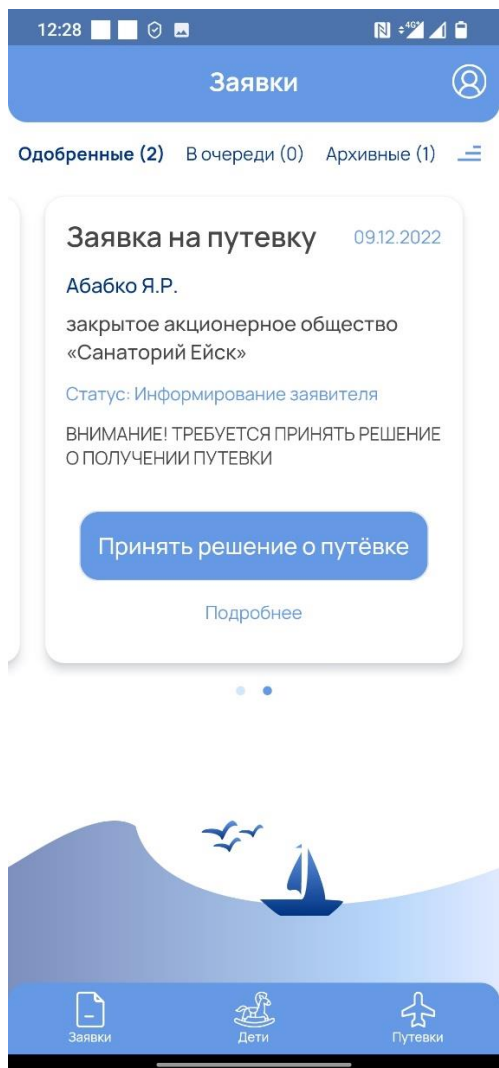 12:28
4G
Заявки
Одобренные (2) В очереди (0) Архивные (1)
Заявка на путевку 09.12.2022
Абабко Я.Р.
закрытое акционерное общество
«Санаторий Ейск»
Статус: Информирование заявителя
ВНИМАНИЕ! ТРЕБУЕТСЯ ПРИНЯТЬ РЕШЕНИЕ
О ПОЛУЧЕНИИ ПУТЕВКИ
Принять решение о путёвке
Подробнее
Заявки Дети Путевки